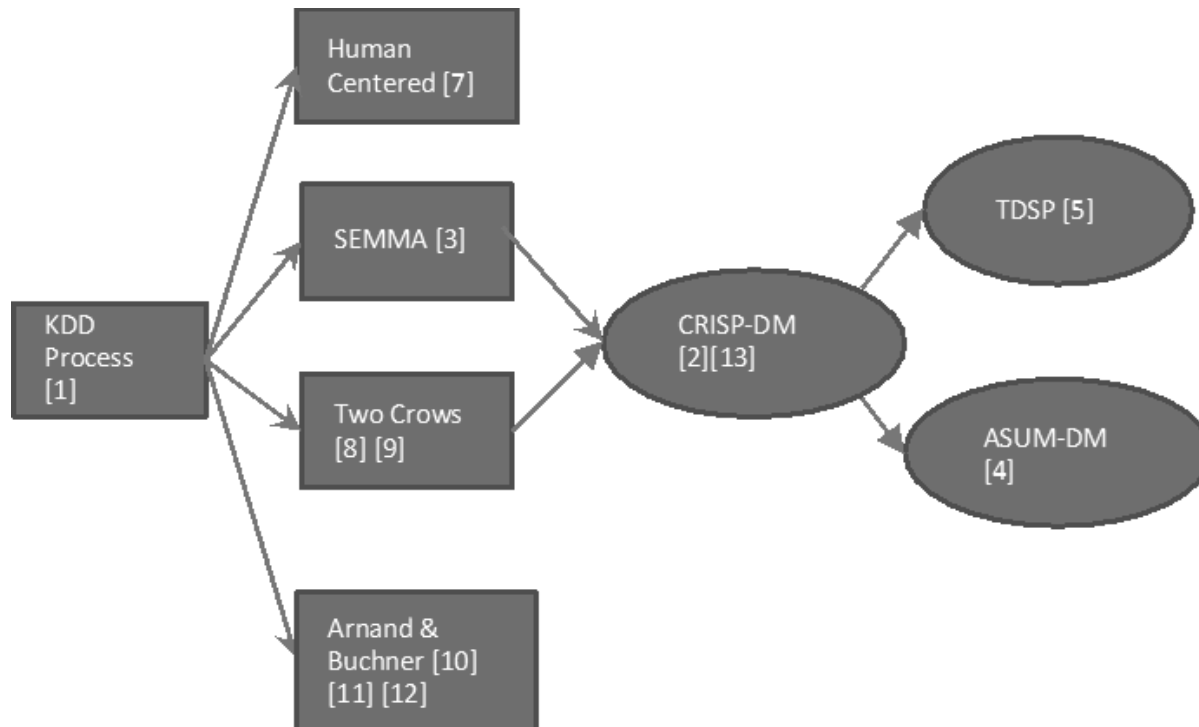 Human
Centered [7]
SEMMA [3]
KDD
Process
[1]
Two Crows
[8] [9]
Arnand &
Buchner [10]
[11] [12]
CRISP-DM
[2][13]
TDSP [5]
ASUM-DM
[4]